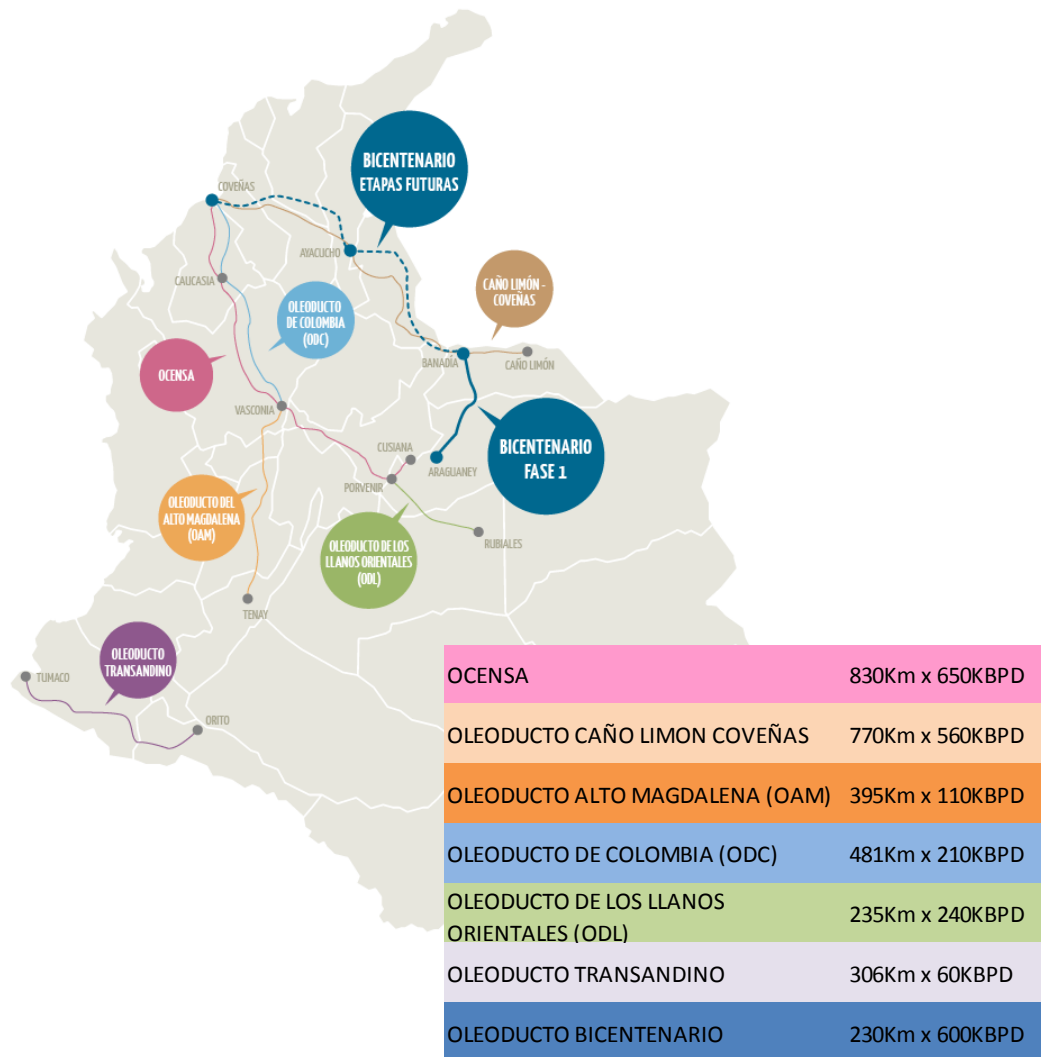 BICENTENARIO
ETAPAS FUTURAS
COVEÑAS
AYACUCHO
CAUCASIA
CAÑO LIMÓN -
COVEÑAS
OLEODUCTO
DE COLOMBIA
(ODC)
OCENSA
BANADÍA
CAÑO LIMÓN
VASCONIA
CUSIANA
ARAGUANEY
BICENTENARIO
FASE 1
PORVENIR
OLEODUCTO DEL
ALTO MAGDALENA
(OAM)
OLEODUCTO DE LOS
LLANOS ORIENTALES
(ODL)
RUBIALES
TENAY
OLEODUCTO
TRANSANDINO
TUMACO
ORITO
OCENSA 830Km x 650KBPD
OLEODUCTO CAÑO LIMON COVEÑAS 770Km x 560KBPD
OLEODUCTO ALTO MAGDALENA (OAM) 395Km x 110KBPD
OLEODUCTO DE COLOMBIA (ODC) 481Km x 210KBPD
OLEODUCTO DE LOS LLANOS
ORIENTALES (ODL) 235Km x 240KBPD
OLEODUCTO TRANSANDINO 306Km x 60KBPD
OLEODUCTO BICENTENARIO 230Km x 600KBPD